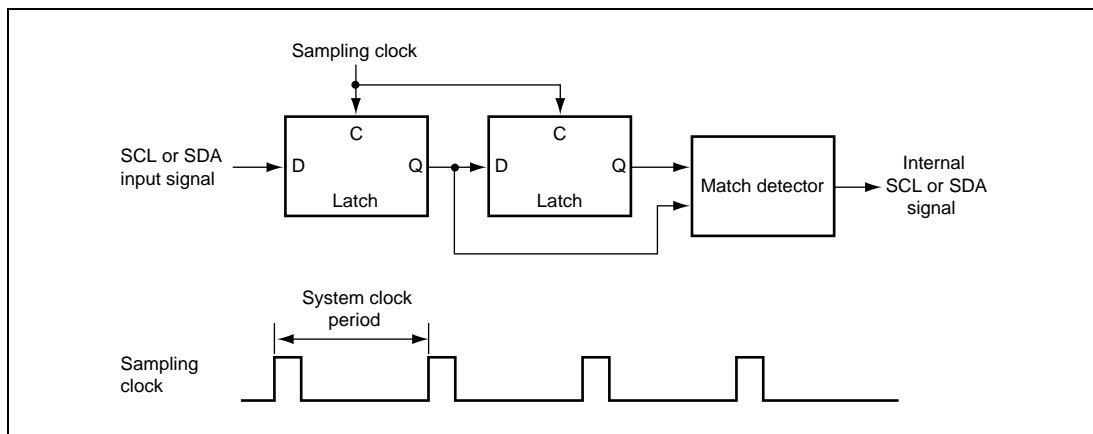 Sampling clock
SCL or SDA
input signal
C
D
Q
Latch
C
D
Q
Latch
Match detector
Internal
SCL or SDA
signal
System clock
period
Sampling
clock